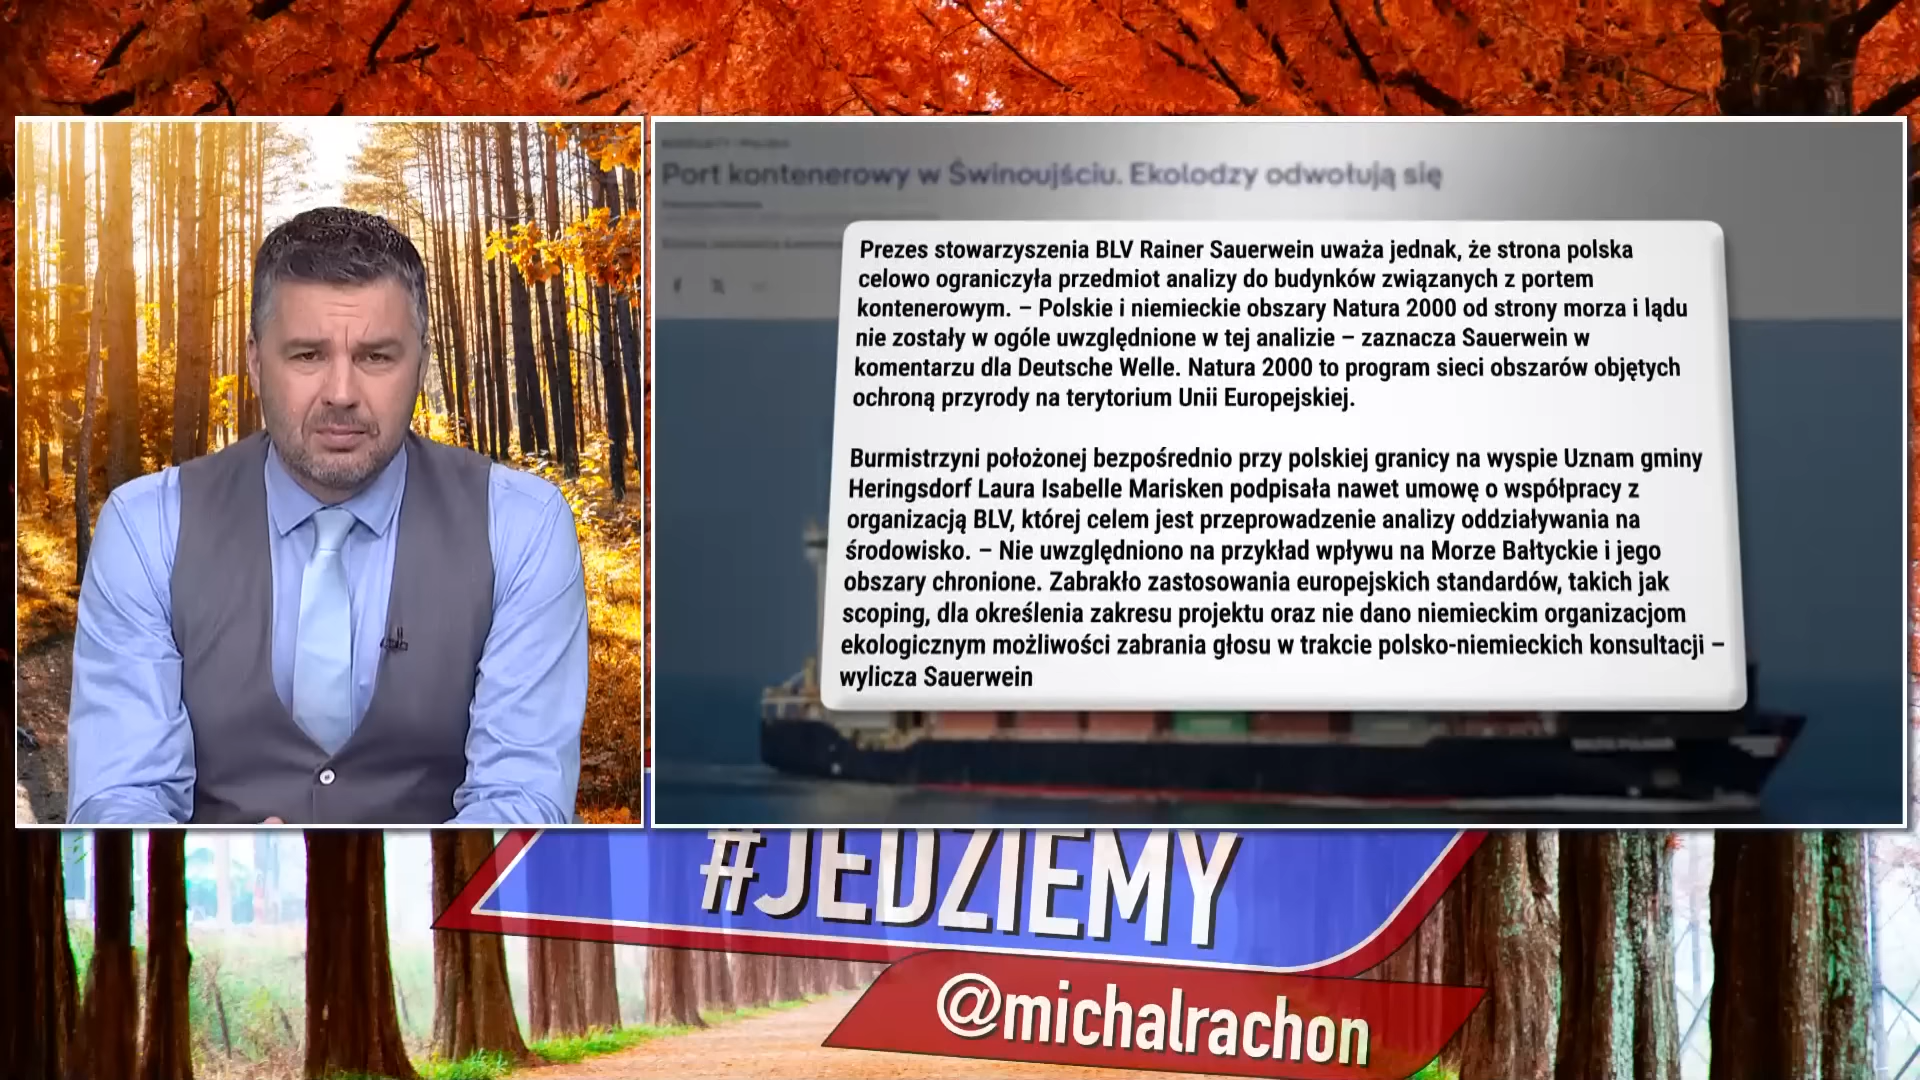 Port kontenerowy w Świnoujściu. Ekolodzy odwołują się
Prezes stowarzyszenia BLV Rainer Sauerwein uważa jednak, że strona polska
celowo ograniczyła przedmiot analizy do budynków związanych z portem
kontenerowym. – Polskie i niemieckie obszary Natura 2000 od strony morza i lądu
nie zostały w ogóle uwzględnione w tej analizie – zaznacza Sauerwein w
komentarzu dla Deutsche Welle. Natura 2000 to program sieci obszarów objętych
ochroną przyrody na terytorium Unii Europejskiej.
Burmistrzyni położonej bezpośrednio przy polskiej granicy na wyspie Uznam gminy
Heringsdorf Laura Isabelle Marisken podpisała nawet umowę o współpracy z
organizacją BLV, której celem jest przeprowadzenie analizy oddziaływania na
środowisko. – Nie uwzględniono na przykład wpływu na Morze Bałtyckie i jego
obszary chronione. Zabrakło zastosowania europejskich standardów, takich jak
scoping, dla określenia zakresu projektu oraz nie dano niemieckim organizacjom
ekologicznym możliwości zabrania głosu w trakcie polsko-niemieckich konsultacji –
wylicza Sauerwein
#JEDZIEMY
@michalrachon